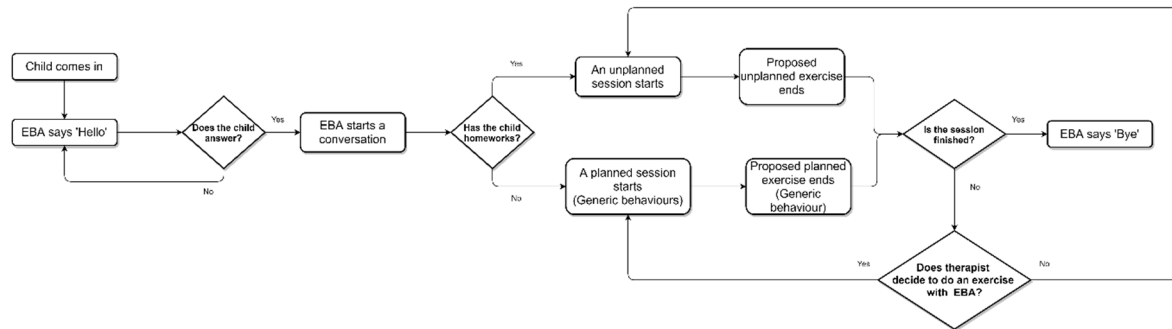 Child comes in
EBA says 'Hello'
Does the child
answer?
Yes
No
EBA starts a
conversation
Has the child
homeworks?
Yes
No
An unplanned
session starts
Proposed
unplanned exercise
ends
A planned session
starts
(Generic behaviours)
Proposed planned
exercise ends
(Generic
behaviour)
Is the session
finished?
Yes
No
EBA says 'Bye'
Does therapist
decide to do an exercise
with EBA?
Yes
No